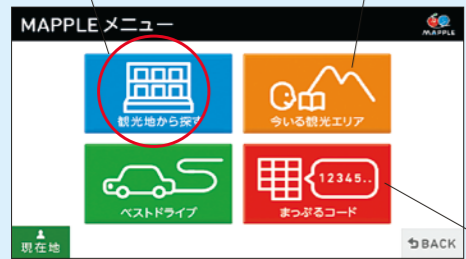 MAPPLE メニュー
MAPPLE
観光地から探す
今いる観光エリア
12345..
ベストドライブ
まっぷるコード
現在地
BACK